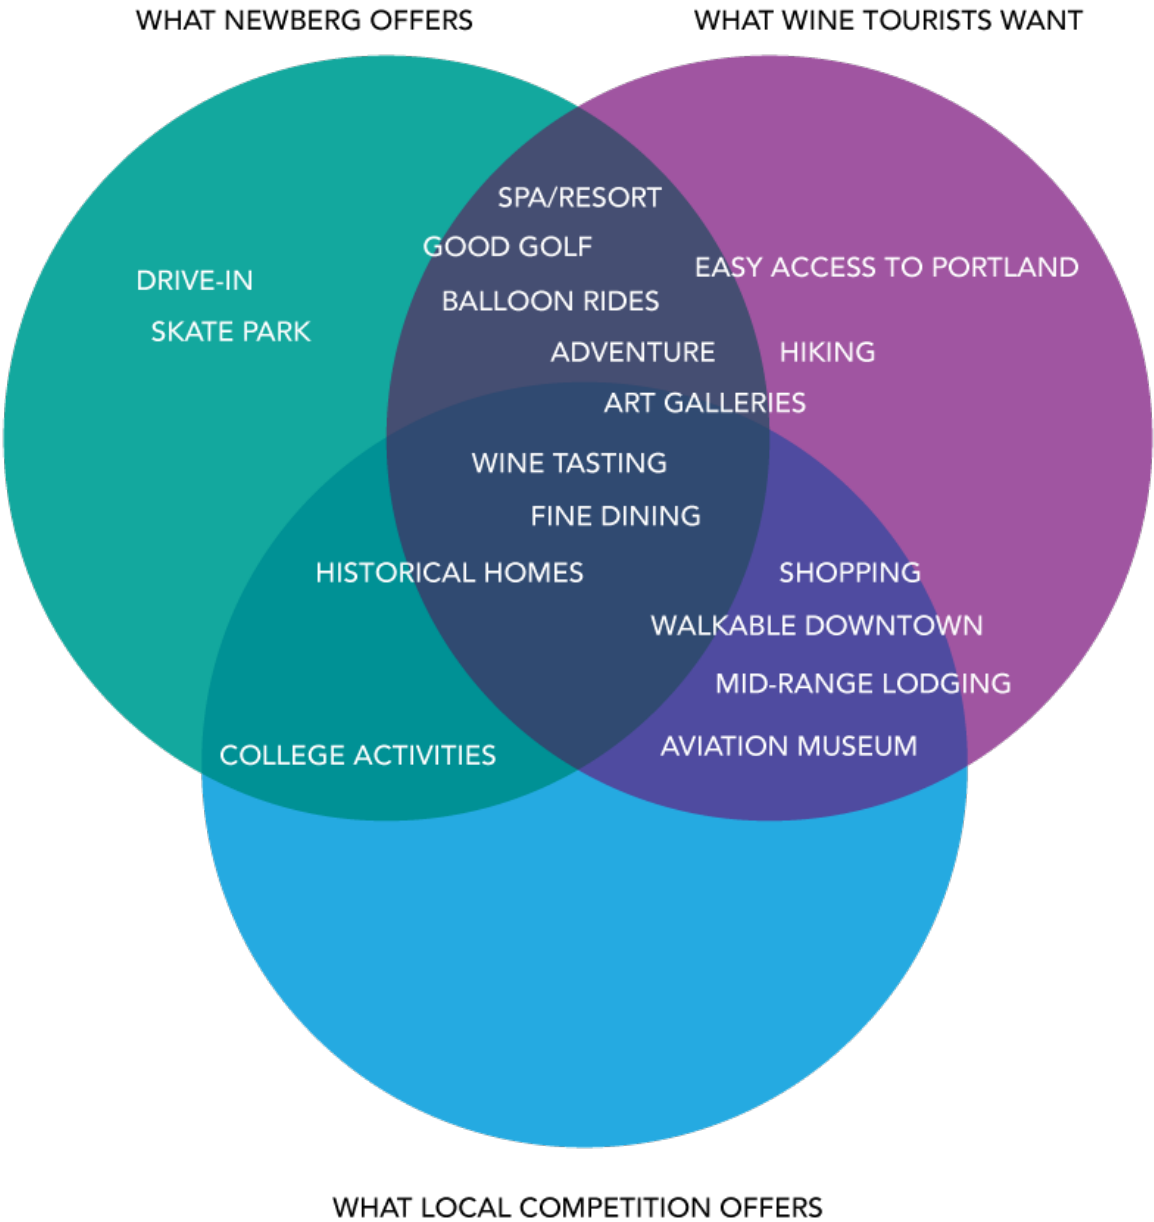 WHAT NEWBERG OFFERS
WHAT WINE TOURISTS WANT
SPA/RESORT
GOOD GOLF
EASY ACCESS TO PORTLAND
DRIVE-IN
BALLOON RIDES
SKATE PARK
ADVENTURE
HIKING
ART GALLERIES
WINE TASTING
FINE DINING
HISTORICAL HOMES
SHOPPING
WALKABLE DOWNTOWN
MID-RANGE LODGING
AVIATION MUSEUM
COLLEGE ACTIVITIES
WHAT LOCAL COMPETITION OFFERS